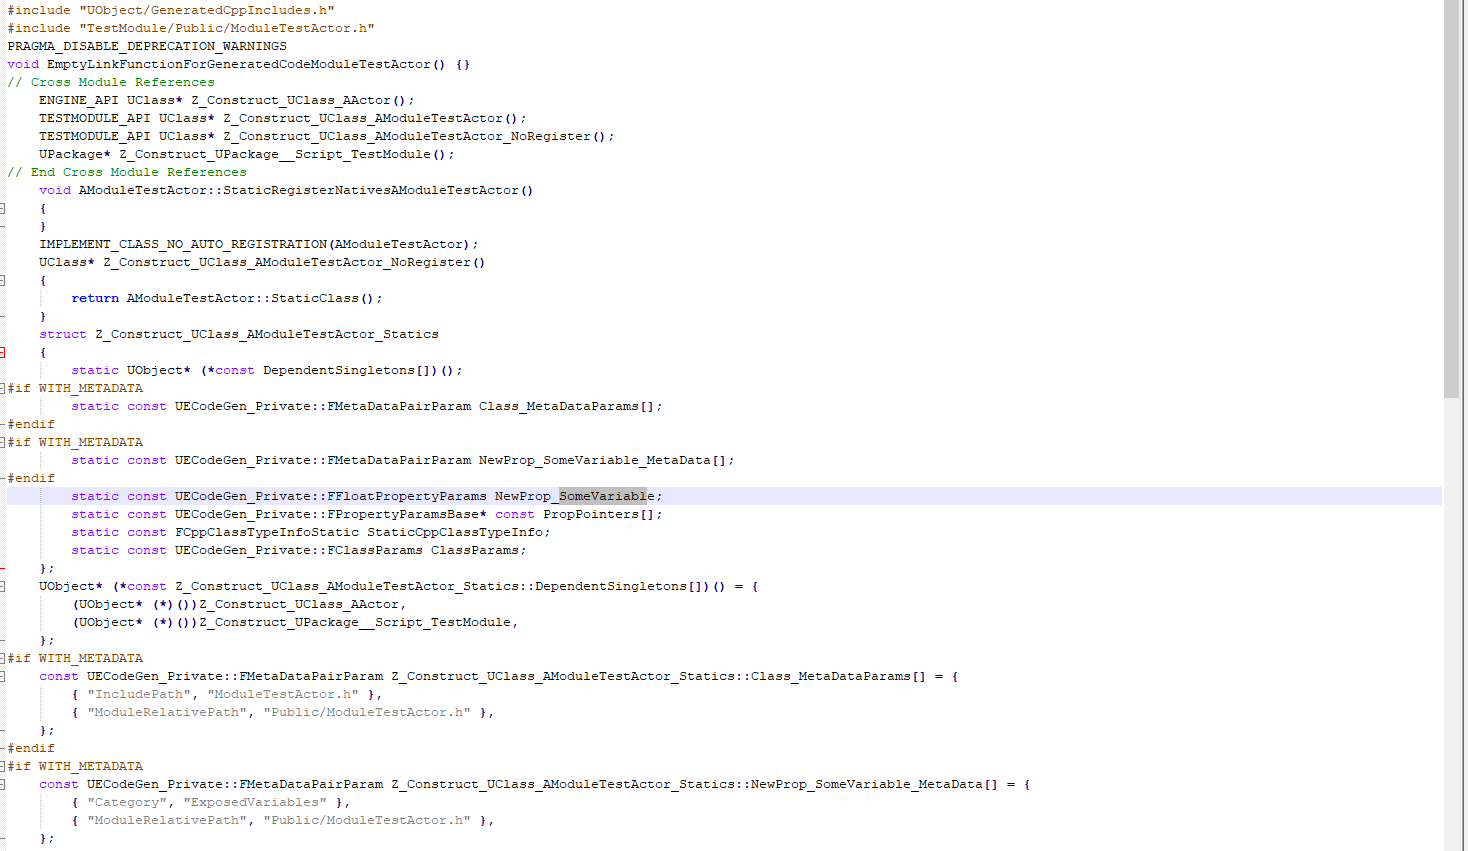 #include "UObject/GeneratedCppIncludes.h"
#include "TestModule/Public/ModuleTestActor.h"
PRAGMA_DISABLE_DEPRECATION_WARNINGS
void EmptyLinkFunctionForGeneratedCodeModuleTestActor() {}
// Cross Module References
    ENGINE_API UClass* Z_Construct_UClass_AActor();
    TESTMODULE_API UClass* Z_Construct_UClass_AModuleTestActor();
    TESTMODULE_API UClass* Z_Construct_UClass_AModuleTestActor_NoRegister();
    UPackage* Z_Construct_UPackage__Script_TestModule();
// End Cross Module References
    void AModuleTestActor::StaticRegisterNativesAModuleTestActor()
    {
    }
    IMPLEMENT_CLASS_NO_AUTO_REGISTRATION(AModuleTestActor);
    UClass* Z_Construct_UClass_AModuleTestActor_NoRegister()
    {
        return AModuleTestActor::StaticClass();
    }
    struct Z_Construct_UClass_AModuleTestActor_Statics
    {
        static UObject* (*const DependentSingletons[])();
#if WITH_METADATA
        static const UECodeGen_Private::FMetaDataPairParam Class_MetaDataParams[];
#endif
#if WITH_METADATA
        static const UECodeGen_Private::FMetaDataPairParam NewProp_SomeVariable_MetaData[];
#endif
        static const UECodeGen_Private::FFloatPropertyParams NewProp_SomeVariable;
        static const UECodeGen_Private::FPropertyParamsBase* const PropPointers[];
        static const FCppClassTypeInfoStatic StaticCppClassTypeInfo;
        static const UECodeGen_Private::FClassParams ClassParams;
    };
    UObject* (*const Z_Construct_UClass_AModuleTestActor_Statics::DependentSingletons[])() = {
        (UObject* (*)())Z_Construct_UClass_AActor,
        (UObject* (*)())Z_Construct_UPackage__Script_TestModule,
    };
#if WITH_METADATA
    const UECodeGen_Private::FMetaDataPairParam Z_Construct_UClass_AModuleTestActor_Statics::Class_MetaDataParams[] = {
        { "IncludePath", "ModuleTestActor.h" },
        { "ModuleRelativePath", "Public/ModuleTestActor.h" },
    };
#endif
#if WITH_METADATA
    const UECodeGen_Private::FMetaDataPairParam Z_Construct_UClass_AModuleTestActor_Statics::NewProp_SomeVariable_MetaData[] = {
        { "Category", "ExposedVariables" },
        { "ModuleRelativePath", "Public/ModuleTestActor.h" },
    };